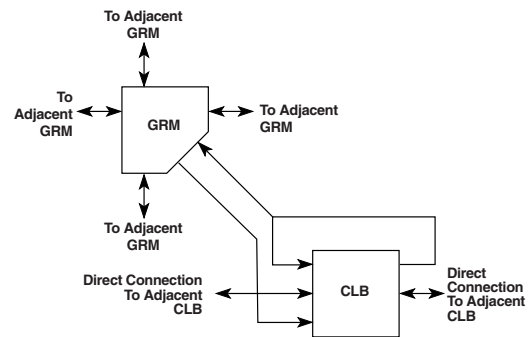 To Adjacent
GRM
To
Adjacent
GRM
GRM
To Adjacent
GRM
To Adjacent
GRM
Direct Connection
To Adjacent
CLB
CLB
Direct
Connection
To Adjacent
CLB